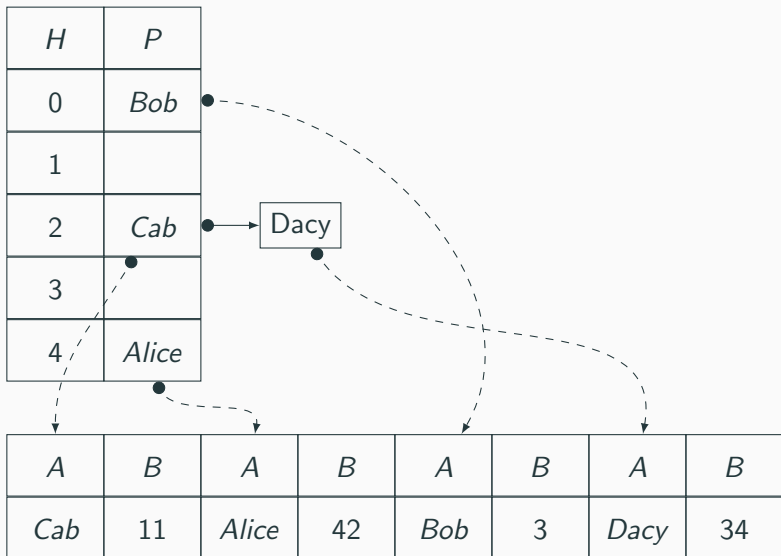 H P
0 Bob
1
2 Cab Dacy
3
4 Alice
A B A B A B A B
Cab 11 Alice 42 Bob 3 Dacy 34